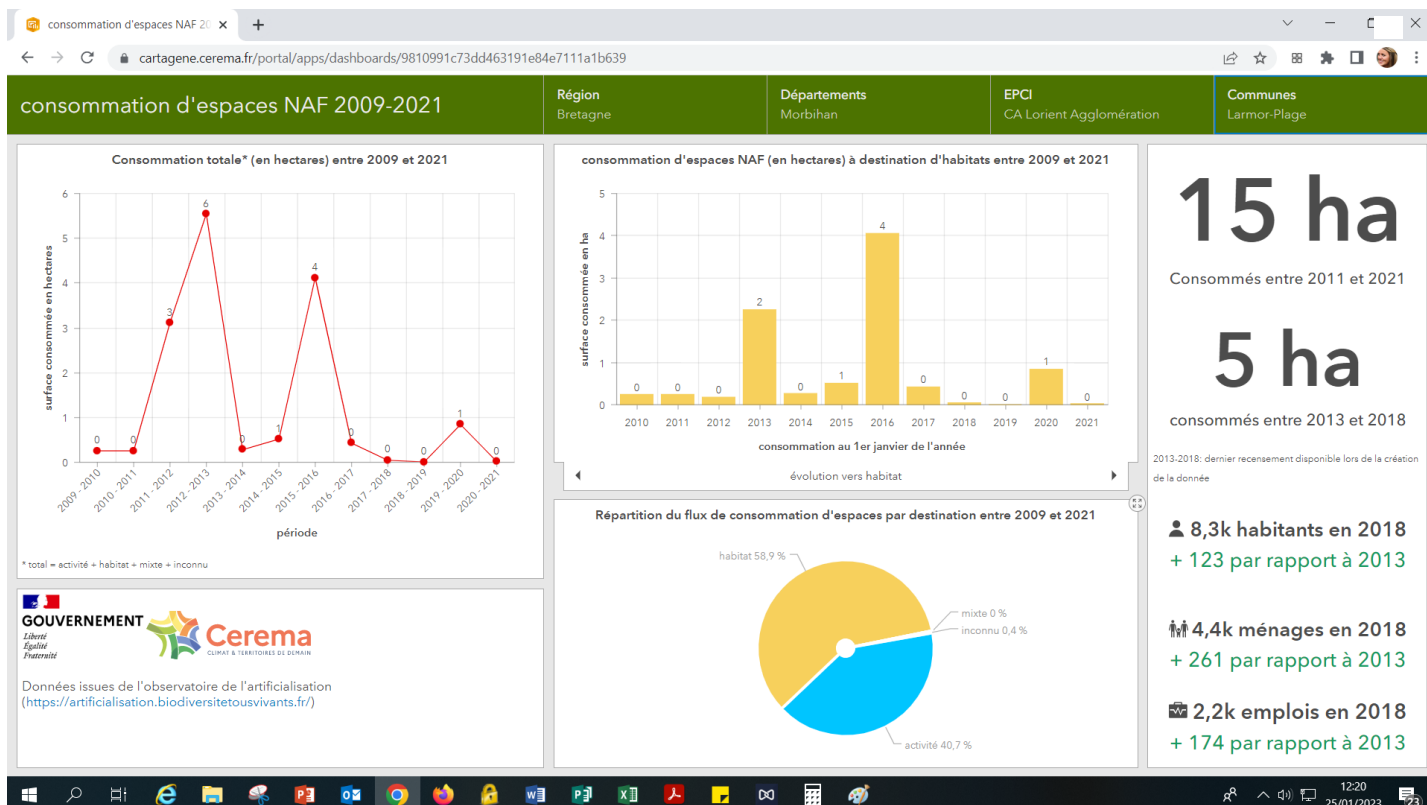 consommation d'espaces NAF 20
cartagene.cerema.fr/portal/apps/dashboards/9810991c73dd463191e84e7111a1b639
consommation d'espaces NAF 2009-2021
Région
Bretagne
Départements
Morbihan
EPCI
CA Lorient Agglomération
Communes
Larmor-Plage
Consommation totale* (en hectares) entre 2009 et 2021
surface consommée en hectares
6
5
4
3
2
1
0
0
0
3
6
0
1
4
0
0
0
1
0
2009 - 2010
2010 - 2011
2011 - 2012
2012 - 2013
2013 - 2014
2014 - 2015
2015 - 2016
2016 - 2017
2017 - 2018
2018 - 2019
2019 - 2020
2020 - 2021
période
* total = activité + habitat + mixte + inconnu
GOUVERNEMENT
Liberté
Égalité
Fraternité
Cerema
CLIMAT & TERRITOIRES DE DEMAIN
Données issues de l'observatoire de l'artificialisation
(https://artificialisation.biodiversitetousvivants.fr/)
consommation d'espaces NAF (en hectares) à destination d'habitats entre 2009 et 2021
surface consommée en ha
5
4
3
2
1
0
0
0
0
2
0
1
4
0
0
0
1
0
2010
2011
2012
2013
2014
2015
2016
2017
2018
2019
2020
2021
consommation au 1er janvier de l'année
évolution vers habitat
Répartition du flux de consommation d'espaces par destination entre 2009 et 2021
habitat 58,9 %
mixte 0 %
inconnu 0,4 %
activité 40,7 %
15 ha
Consommés entre 2011 et 2021
5 ha
consommés entre 2013 et 2018
2013-2018: dernier recensement disponible lors de la création
de la donnée
8,3k habitants en 2018
+ 123 par rapport à 2013
4,4k ménages en 2018
+ 261 par rapport à 2013
2,2k emplois en 2018
+ 174 par rapport à 2013
12:20
25/01/2023